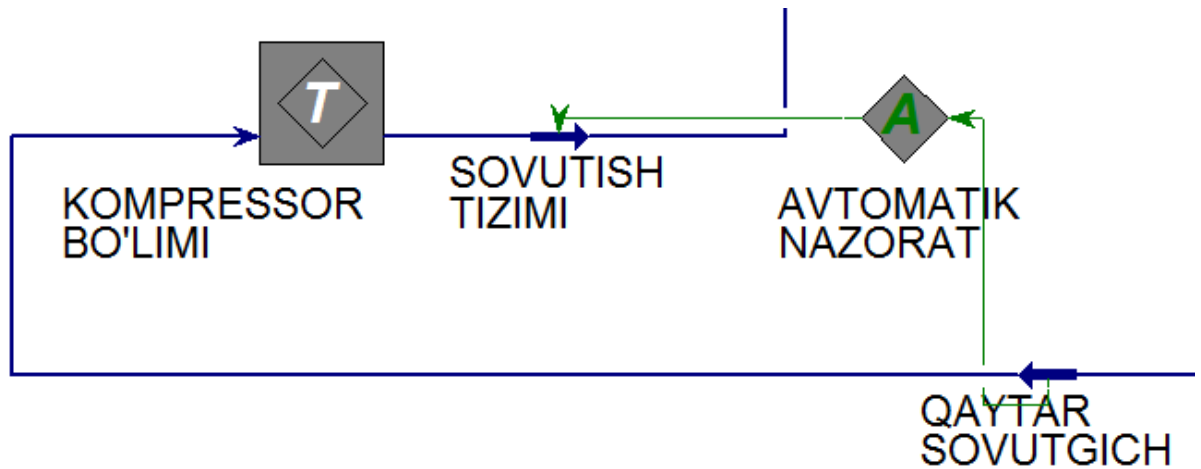 T
A
KOMPRESSOR
BO'LIMI
SOVUTISH
TIZIMI
AVTOMATIK
NAZORAT
QAYTAR
SOVUTGICH